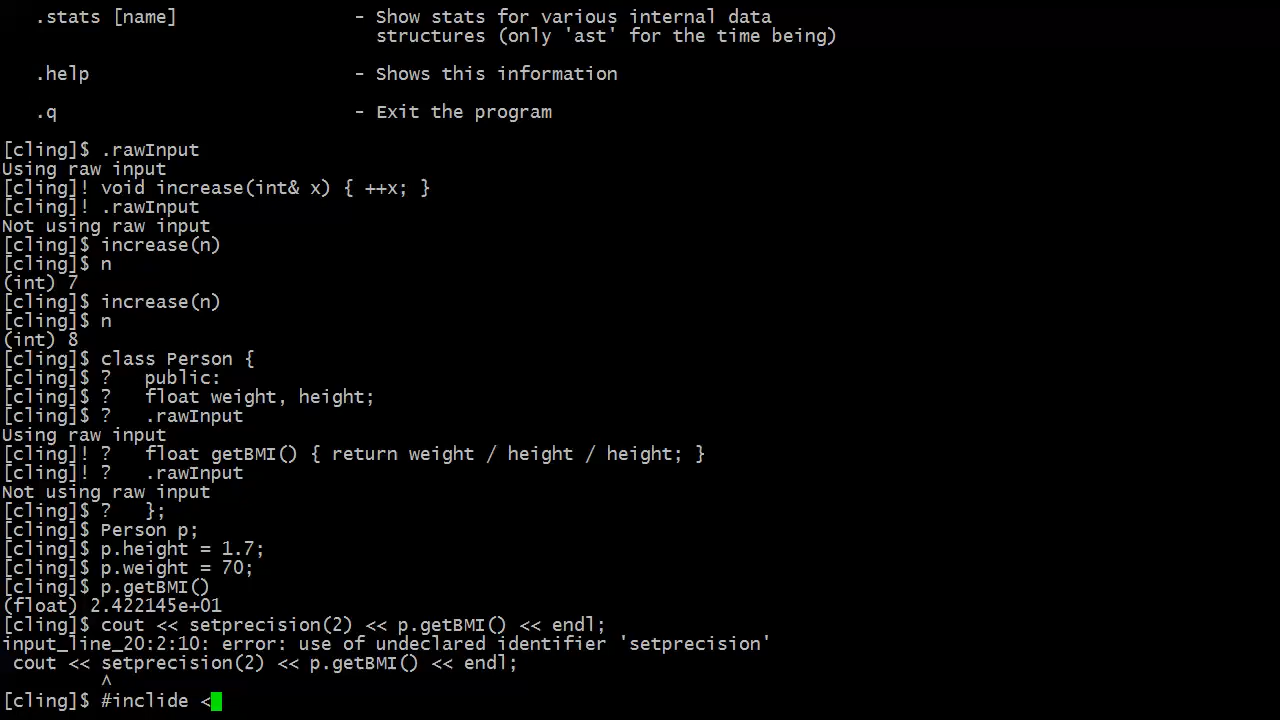 .stats [name] - Show stats for various internal data
structures (only 'ast' for the time being)
.help - Shows this information
.q - Exit the program
[cling]$ .rawInput
Using raw input
[cling]! void increase(int& x) { ++x; }
[cling]! .rawInput
Not using raw input
[cling]$ increase(n)
[cling]$ n
(int) 7
[cling]$ increase(n)
[cling]$ n
(int) 8
[cling]$ class Person {
[cling]$ ?   public:
[cling]$ ?   float weight, height;
[cling]$ ?   .rawInput
Using raw input
[cling]! ?   float getBMI() { return weight / height / height; }
[cling]! ?   .rawInput
Not using raw input
[cling]$ ?   };
[cling]$ Person p;
[cling]$ p.height = 1.7;
[cling]$ p.weight = 70;
[cling]$ p.getBMI()
(float) 2.422145e+01
[cling]$ cout << setprecision(2) << p.getBMI() << endl;
input_line_20:2:10: error: use of undeclared identifier 'setprecision'
cout << setprecision(2) << p.getBMI() << endl;
^
[cling]$ #inclide <